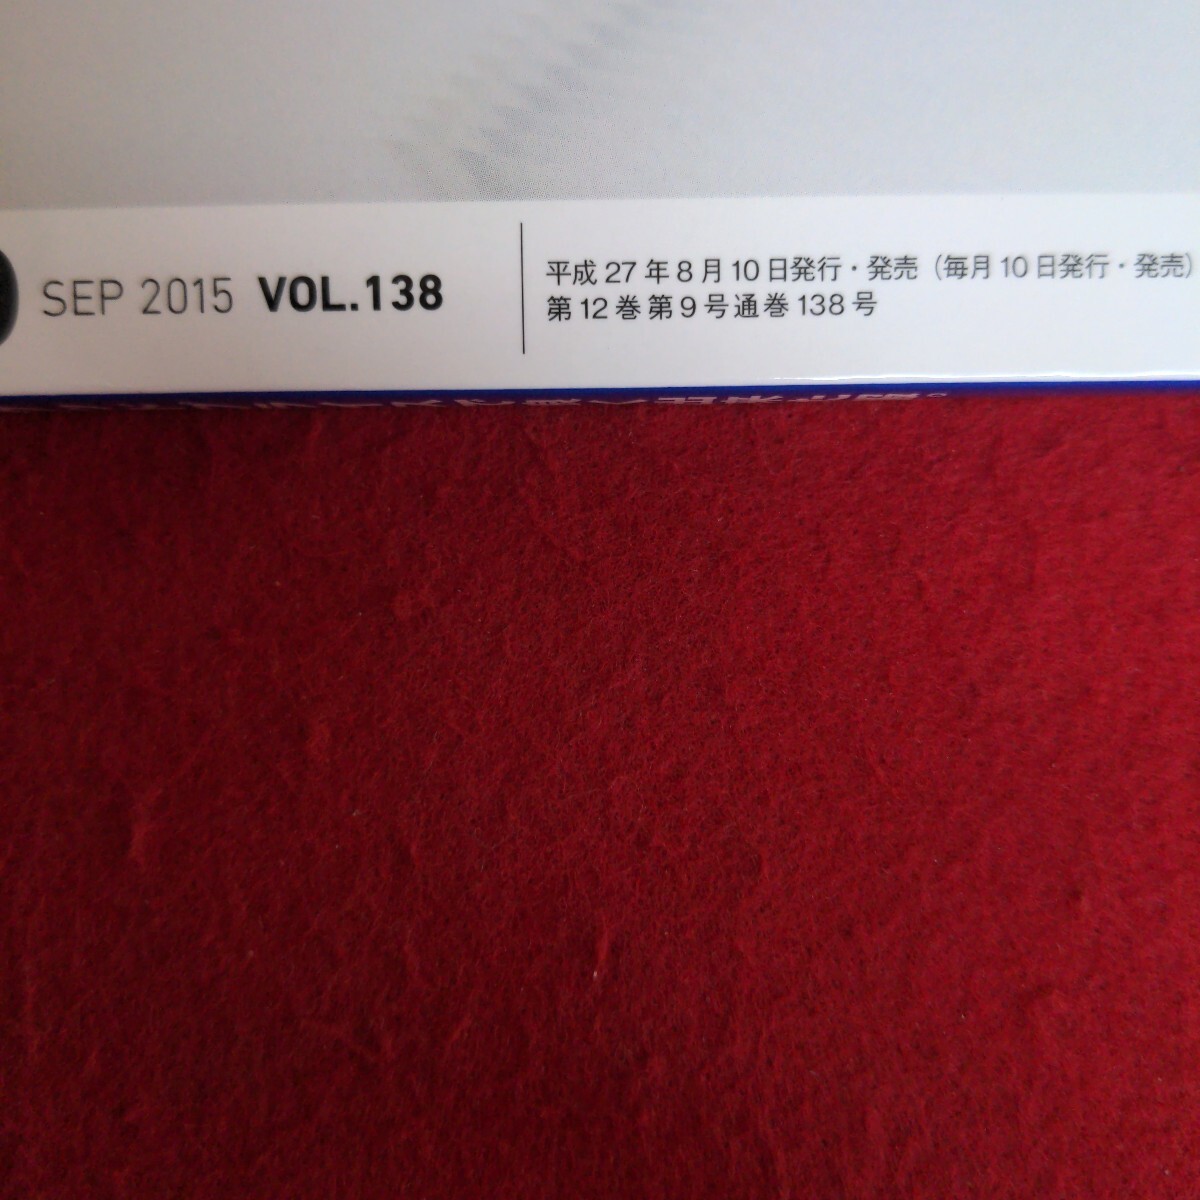 SEP 2015 VOL.138
平成27年8月10日発行・発売（毎月10日発行・発売）
第12巻第9号通巻138号